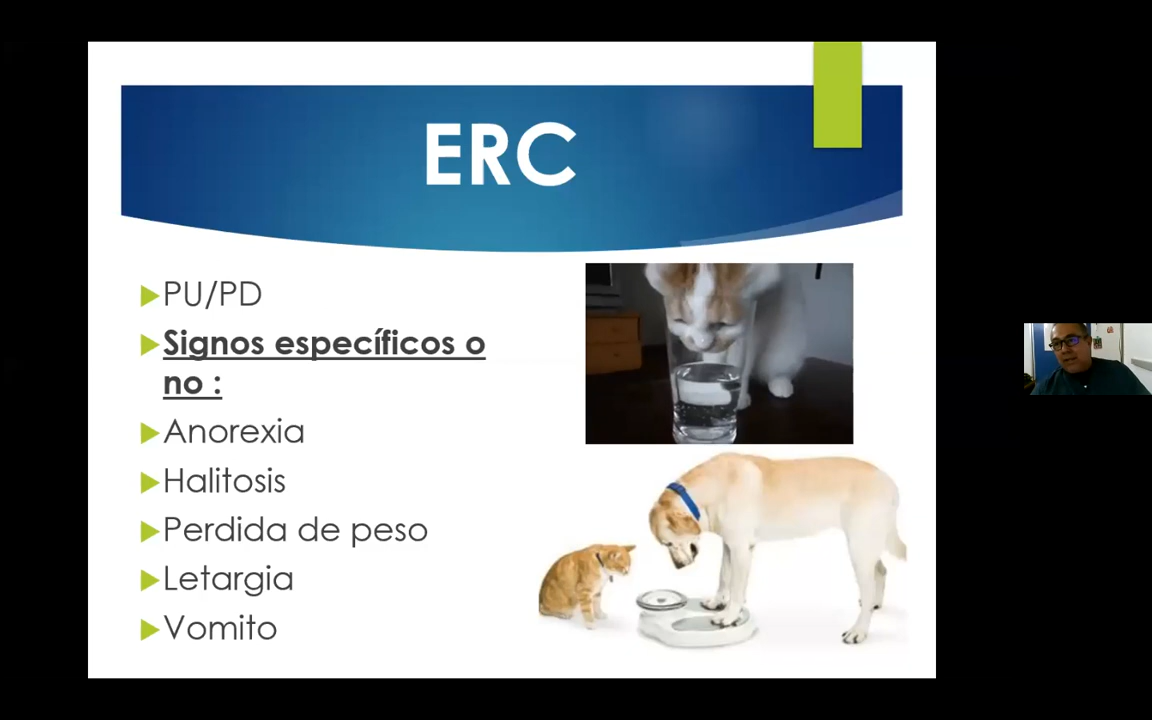 ERC
PU/PD
Signos específicos o
no :
Anorexia
Halitosis
Perdida de peso
Letargia
Vomito